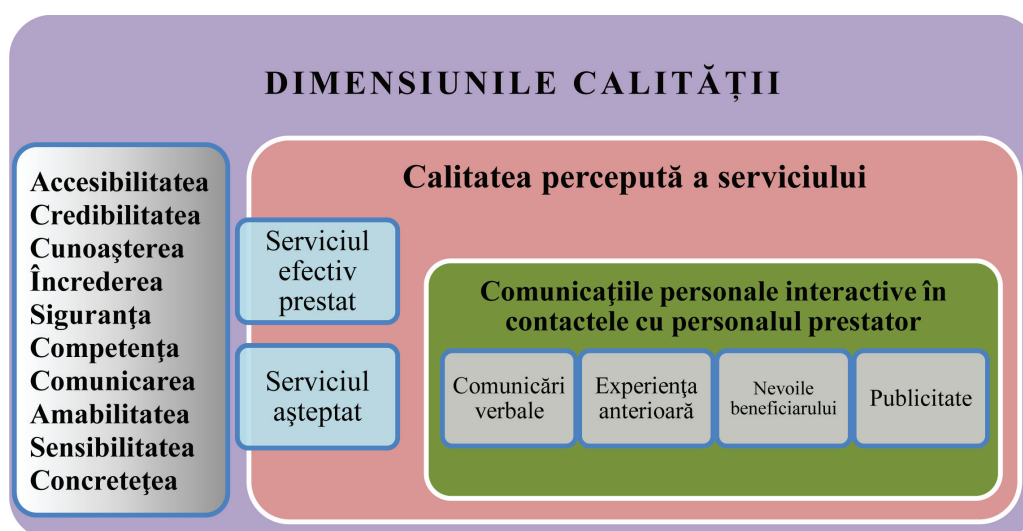 DIMENSIUNILE CALITĂȚII
Accesibilitatea
Credibilitatea
Cunoaşterea
Încrederea
Siguranţa
Competenţa
Comunicarea
Amabilitatea
Sensibilitatea
Concreteţea
Calitatea percepută a serviciului
Serviciul
efectiv
prestat
Serviciul
aşteptat
Comunicaţiile personale interactive în
contactele cu personalul prestator
Comunicări
verbale
Experienţa
anterioară
Nevoile
beneficiarului
Publicitate